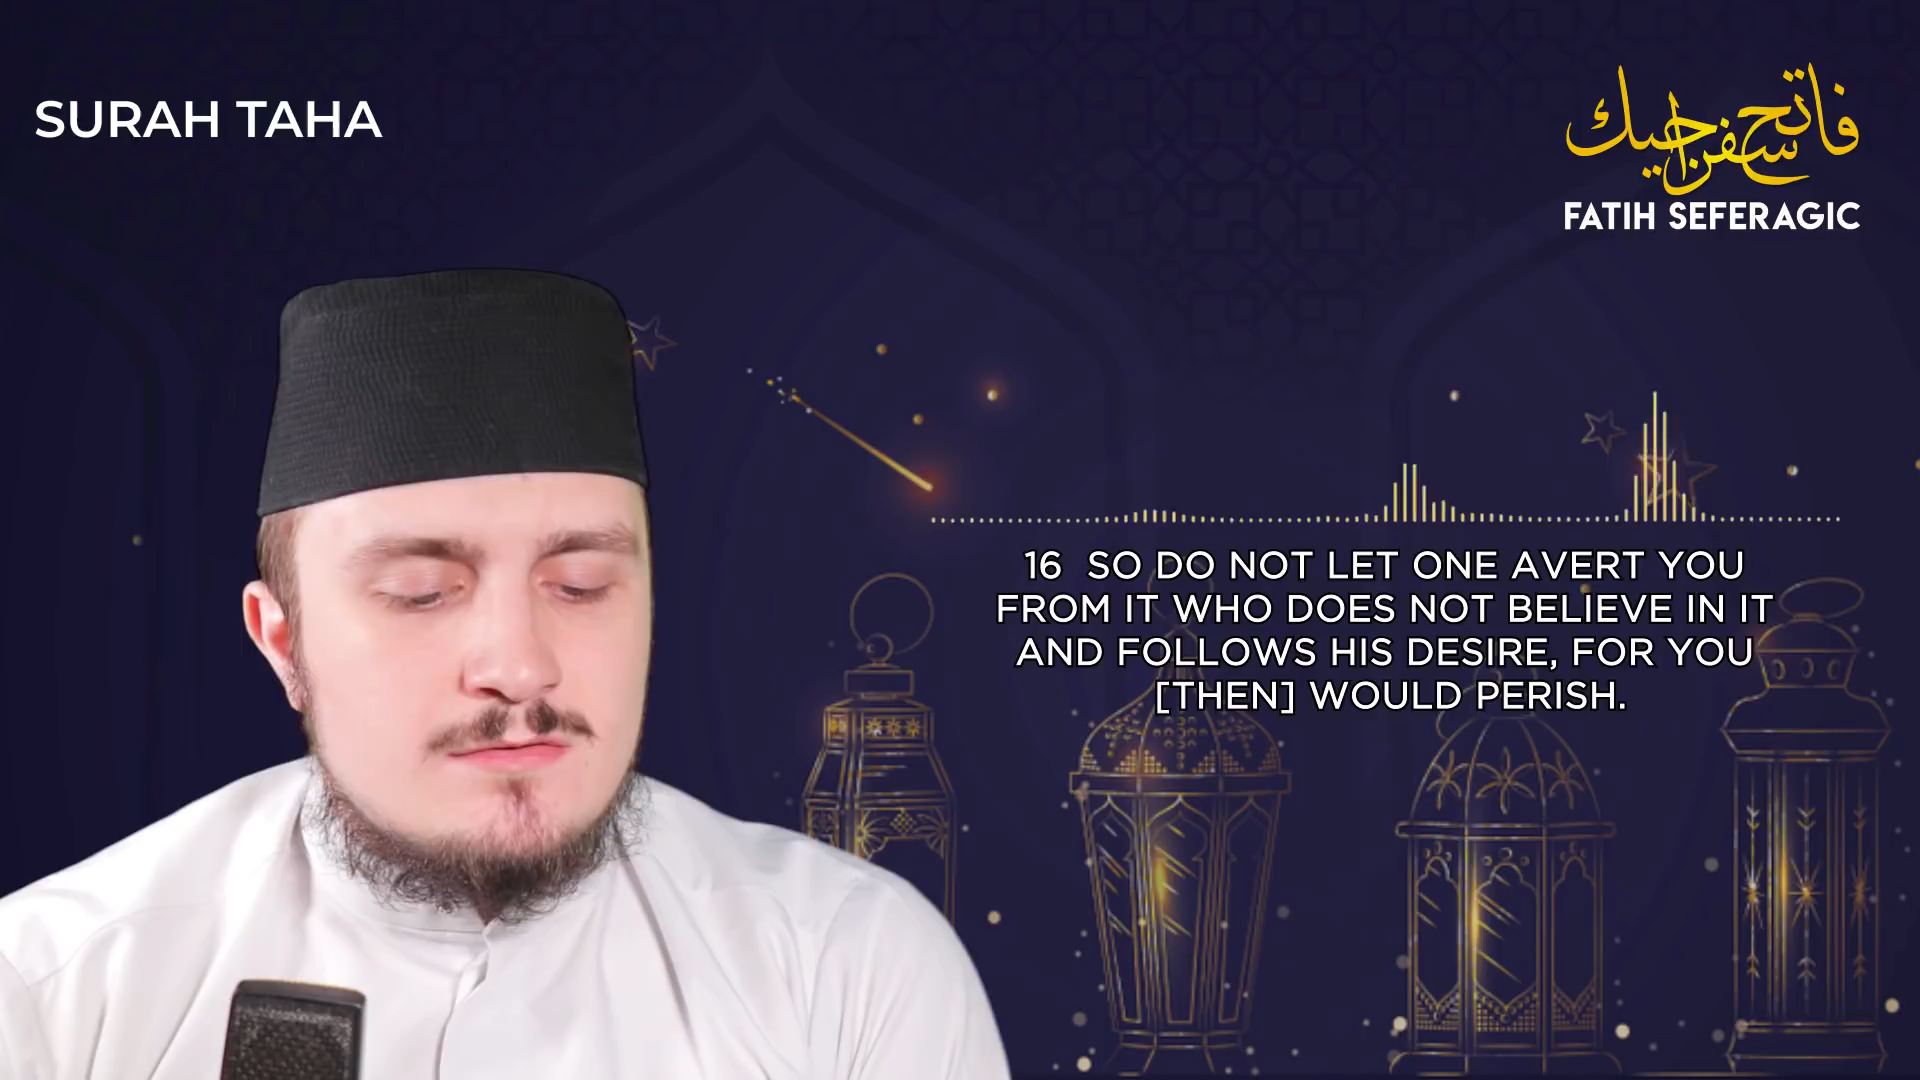 SURAH TAHA
فاتح سفراجيك
FATIH SEFERAGIC
16 SO DO NOT LET ONE AVERT YOU
FROM IT WHO DOES NOT BELIEVE IN IT
AND FOLLOWS HIS DESIRE, FOR YOU
[THEN] WOULD PERISH.